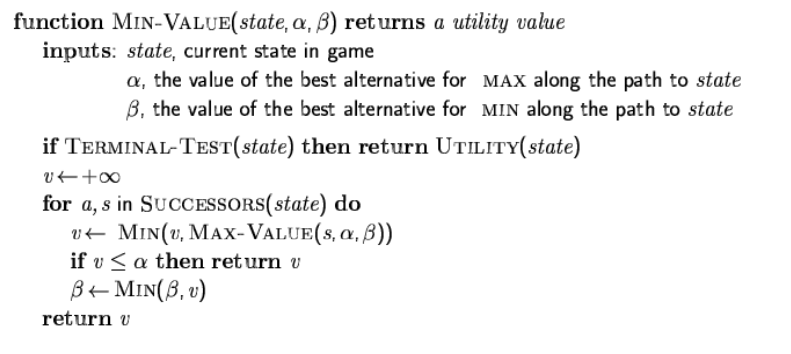 function MIN-VALUE(state, α, β) returns a utility value
inputs: state, current state in game
α, the value of the best alternative for MAX along the path to state
β, the value of the best alternative for MIN along the path to state
if TERMINAL-TEST(state) then return UTILITY(state)
v ← +∞
for a, s in SUCCESSORS(state) do
v ← MIN(v, MAX-VALUE(s, α, β))
if v ≤ α then return v
β ← MIN(β, v)
return v